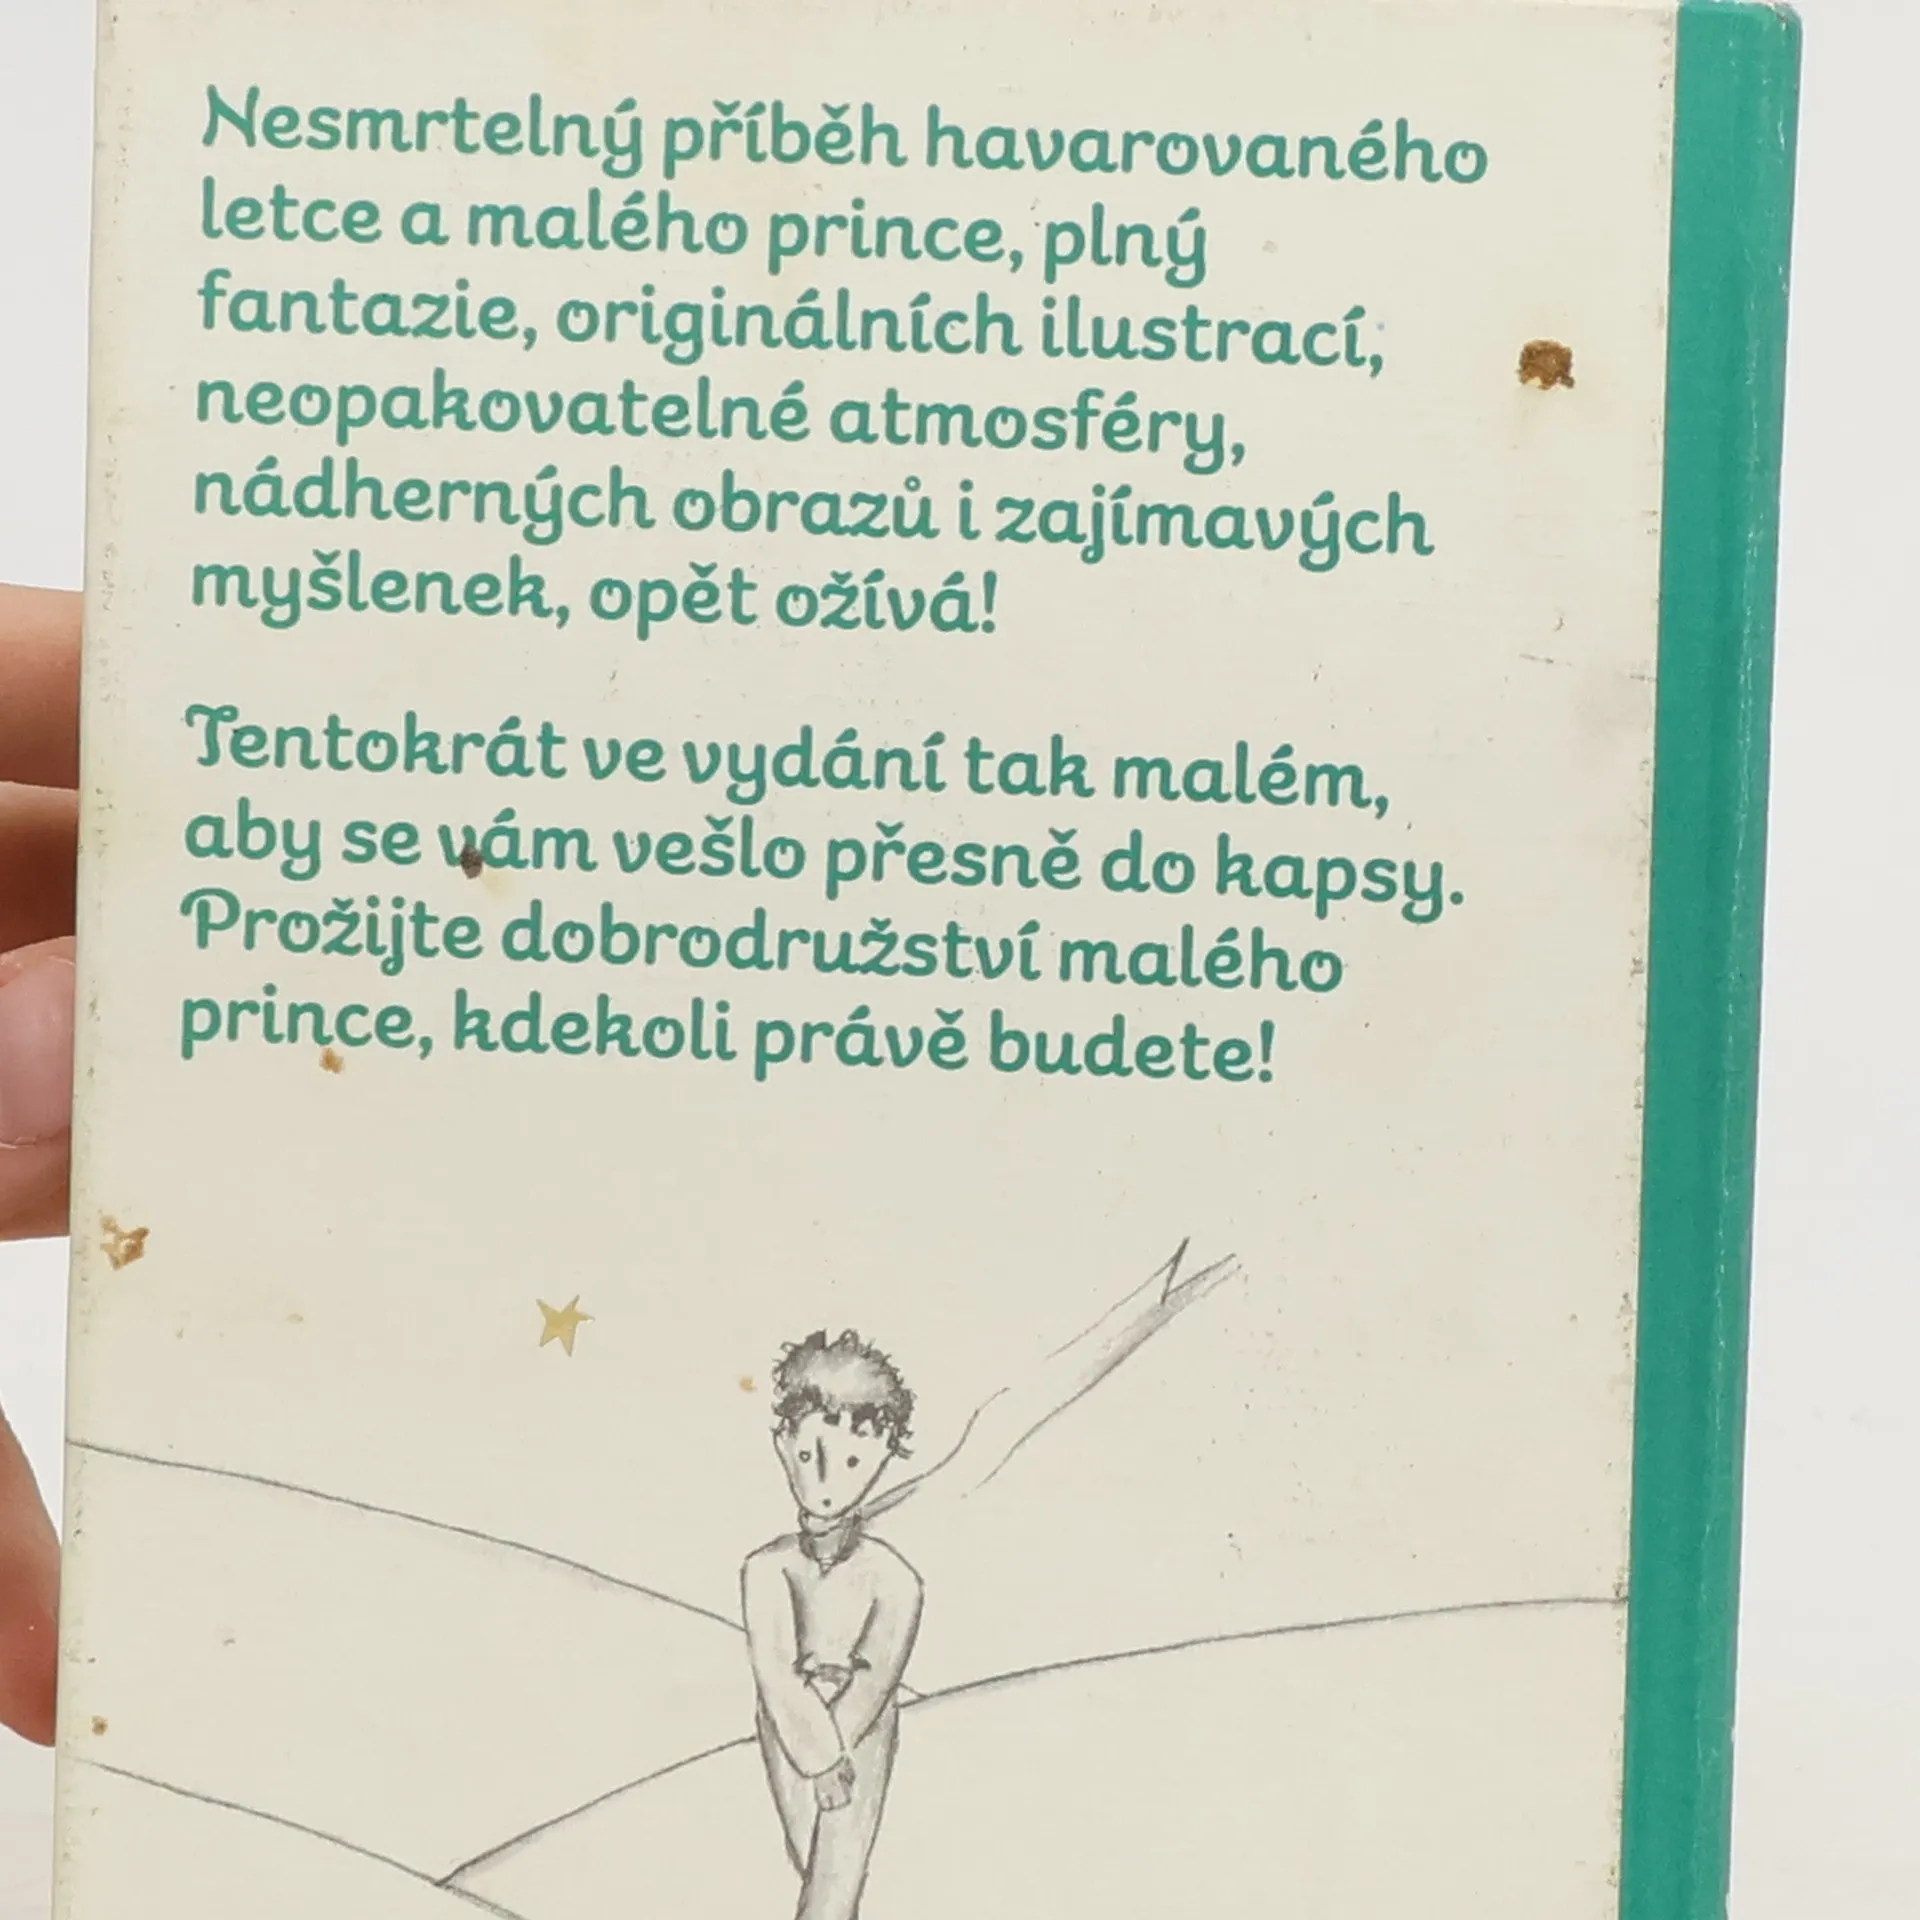 Nesmrtelný příběh havarovaného
letce a malého prince, plný
fantazie, originálních ilustrací,
neopakovatelné atmosféry,
nádherných obrazů i zajímavých
myšlenek, opět ožívá!
Tentokrát ve vydání tak malém,
aby se vám vešlo přesně do kapsy.
Prožijte dobrodružství malého
prince, kdekoli právě budete!